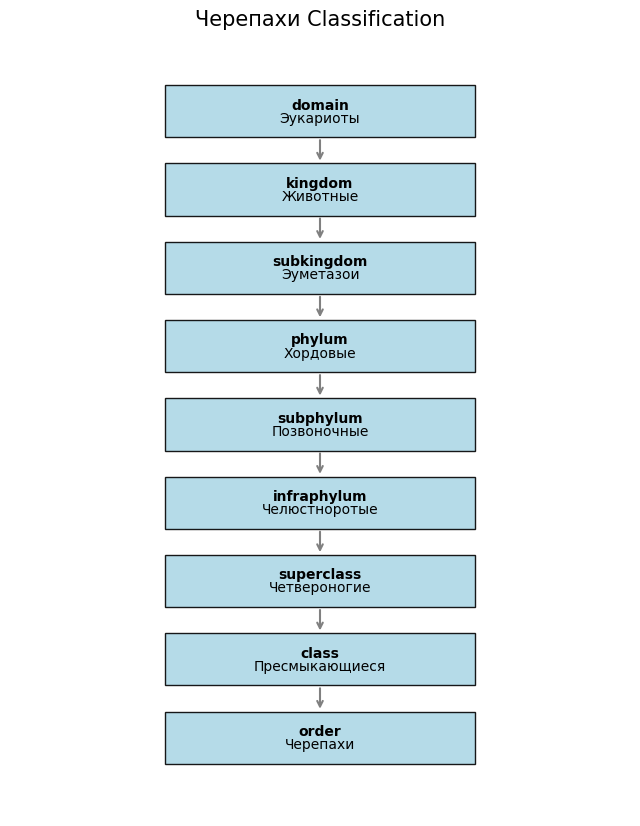 Черепахи Classification
domain
Эукариоты
kingdom
Животные
subkingdom
Эуметазои
phylum
Хордовые
subphylum
Позвоночные
infraphylum
Челюстноротые
superclass
Четвероногие
class
Пресмыкающиеся
order
Черепахи